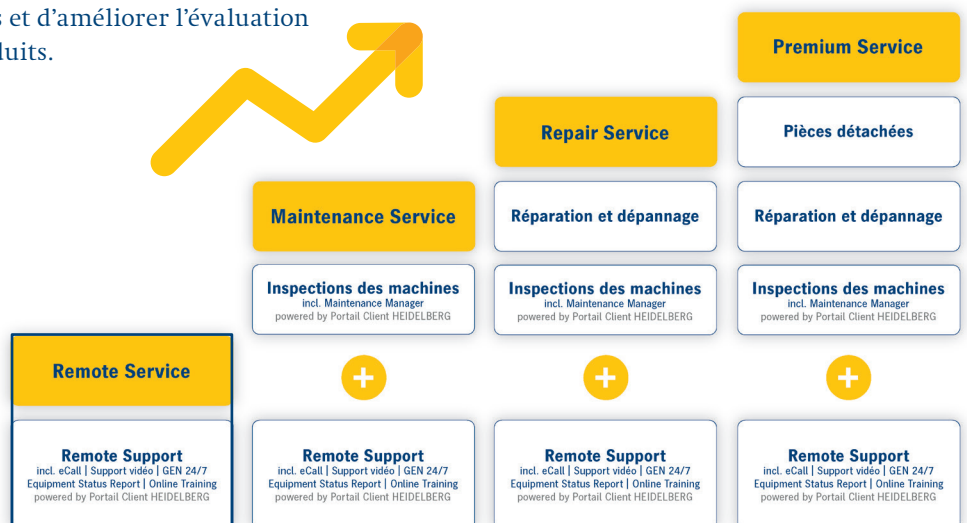 s et d’améliorer l’évaluation
duits.
Premium Service
Pièces détachées
Réparation et dépannage
Inspections des machines
incl. Maintenance Manager
powered by Portail Client HEIDELBERG
+
Remote Support
incl. eCall | Support vidéo | GEN 24/7
Equipment Status Report | Online Training
powered by Portail Client HEIDELBERG
Repair Service
Réparation et dépannage
Inspections des machines
incl. Maintenance Manager
powered by Portail Client HEIDELBERG
+
Remote Support
incl. eCall | Support vidéo | GEN 24/7
Equipment Status Report | Online Training
powered by Portail Client HEIDELBERG
Maintenance Service
Inspections des machines
incl. Maintenance Manager
powered by Portail Client HEIDELBERG
+
Remote Support
incl. eCall | Support vidéo | GEN 24/7
Equipment Status Report | Online Training
powered by Portail Client HEIDELBERG
Remote Service
Remote Support
incl. eCall | Support vidéo | GEN 24/7
Equipment Status Report | Online Training
powered by Portail Client HEIDELBERG